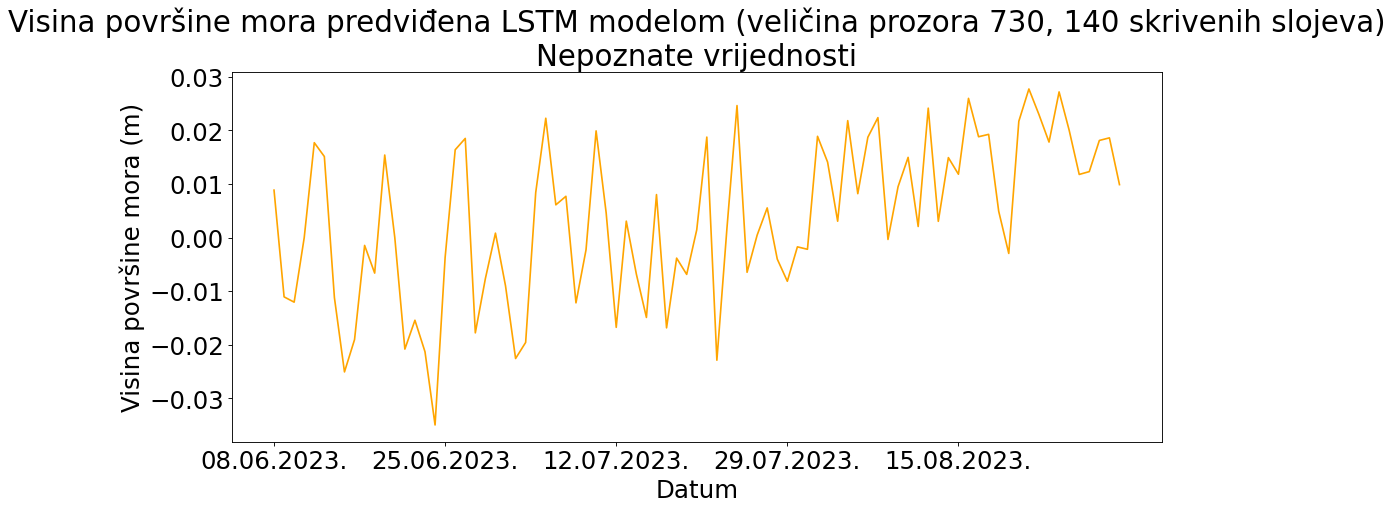 Visina površine mora predviđena LSTM modelom (veličina prozora 730, 140 skrivenih slojeva)
Nepoznate vrijednosti
Visina površine mora (m)
0.03
0.02
0.01
0.00
−0.01
−0.02
−0.03
08.06.2023. 25.06.2023. 12.07.2023. 29.07.2023. 15.08.2023.
Datum